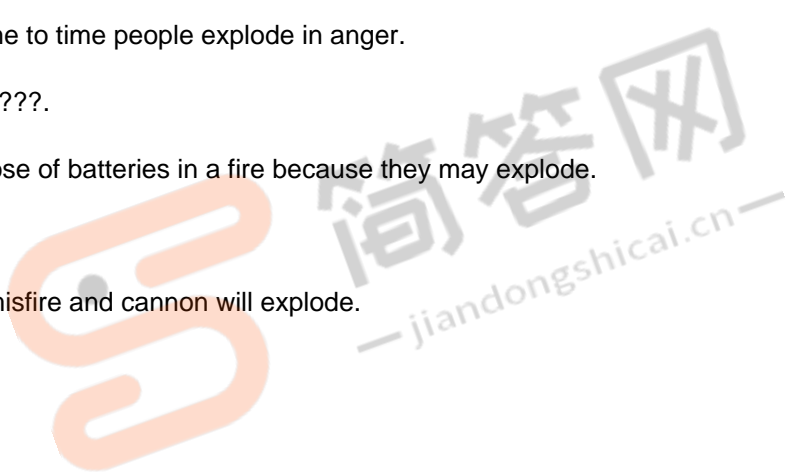 ne to time people explode in anger.
???.
ose of batteries in a fire because they may explode.
nisfire and cannon will explode.
简答网
jiandongshicai.cn